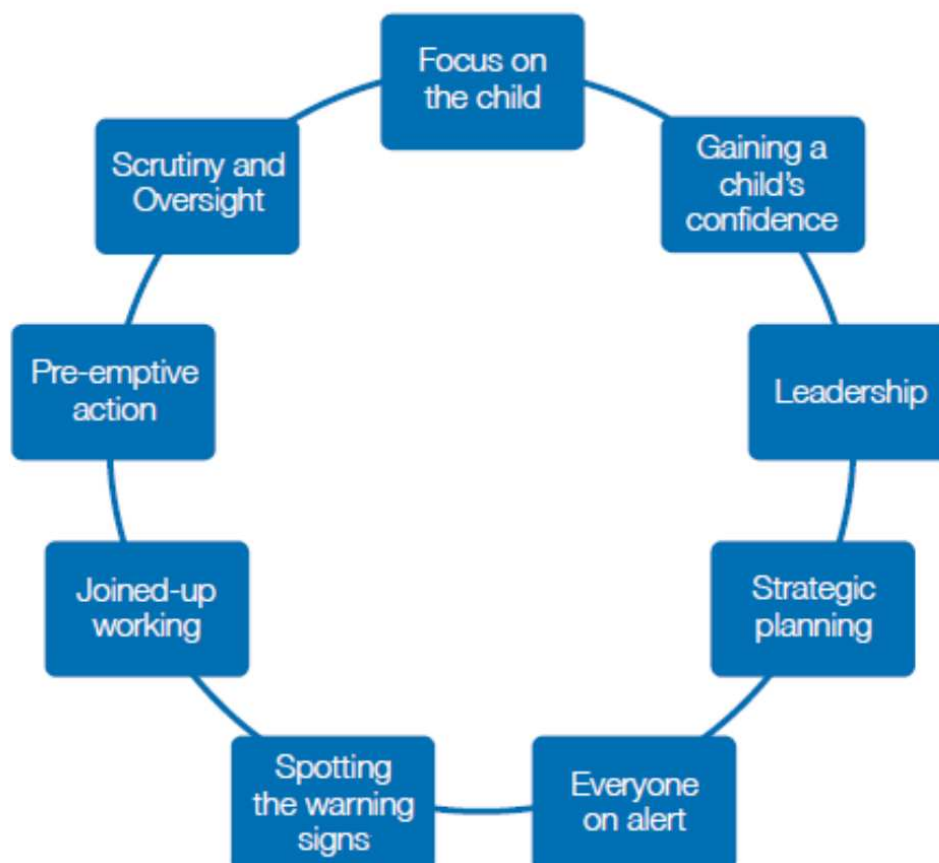 Focus on
the child
Gaining a
child's
confidence
Leadership
Strategic
planning
Everyone
on alert
Spotting
the warning
signs
Joined-up
working
Pre-emptive
action
Scrutiny and
Oversight